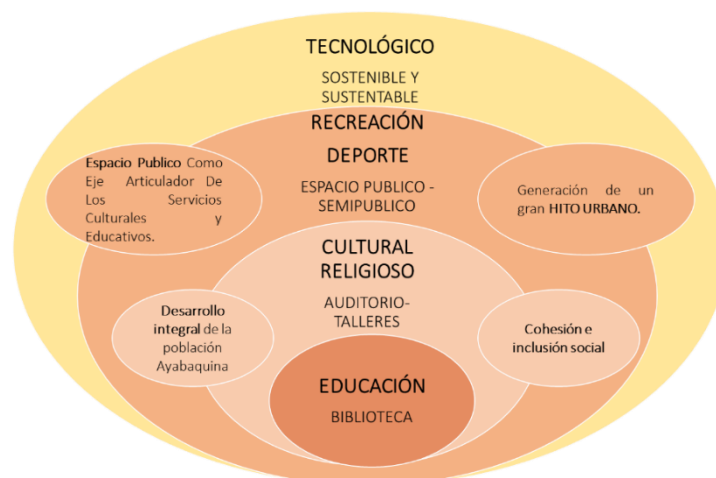 TECNOLÓGICO
SOSTENIBLE Y
SUSTENTABLE
RECREACIÓN
DEPORTE
ESPACIO PUBLICO -
SEMIPUBLICO
Espacio Publico Como
Eje Articulador De
Los Servicios
Culturales y
Educativos.
Generación de un
gran HITO URBANO.
CULTURAL
RELIGIOSO
AUDITORIO-
TALLERES
Desarrollo
integral de la
población
Ayabaquina
Cohesión e
inclusión social
EDUCACIÓN
BIBLIOTECA